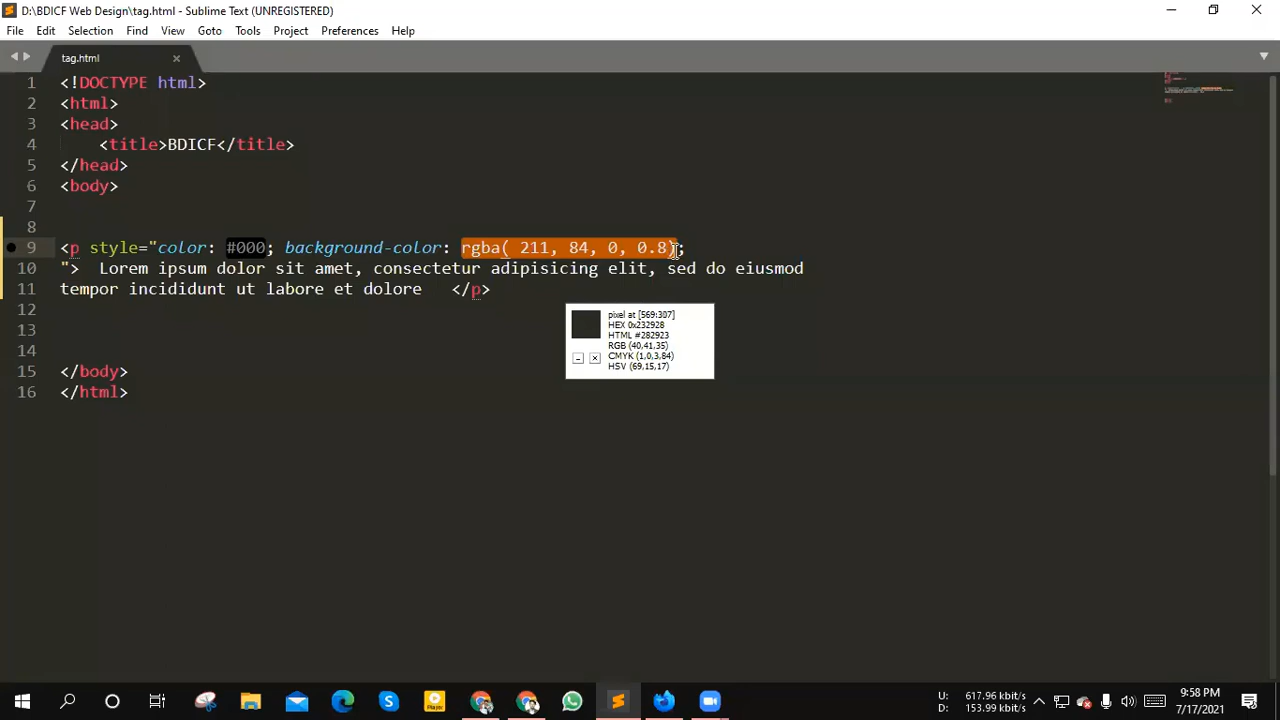 D:\BDICF Web Design\tag.html - Sublime Text (UNREGISTERED)
File Edit Selection Find View Goto Tools Project Preferences Help
tag.html
1 <!DOCTYPE html>
2 <html>
3 <head>
4 <title>BDICF</title>
5 </head>
6 <body>
7
8
9 <p style="color: #000; background-color: rgba( 211, 84, 0, 0.8);
10 "> Lorem ipsum dolor sit amet, consectetur adipisicing elit, sed do eiusmod
11 tempor incididunt ut labore et dolore </p>
12
13
14
15 </body>
16 </html>
pixel at [569:307]
HEX 0x232928
HTML #282923
RGB (40,41,35)
CMYK (1,0,3,84)
HSV (69,15,17)
Player
U: 617.96 kbit/s
D: 153.99 kbit/s
9:58 PM
7/17/2021